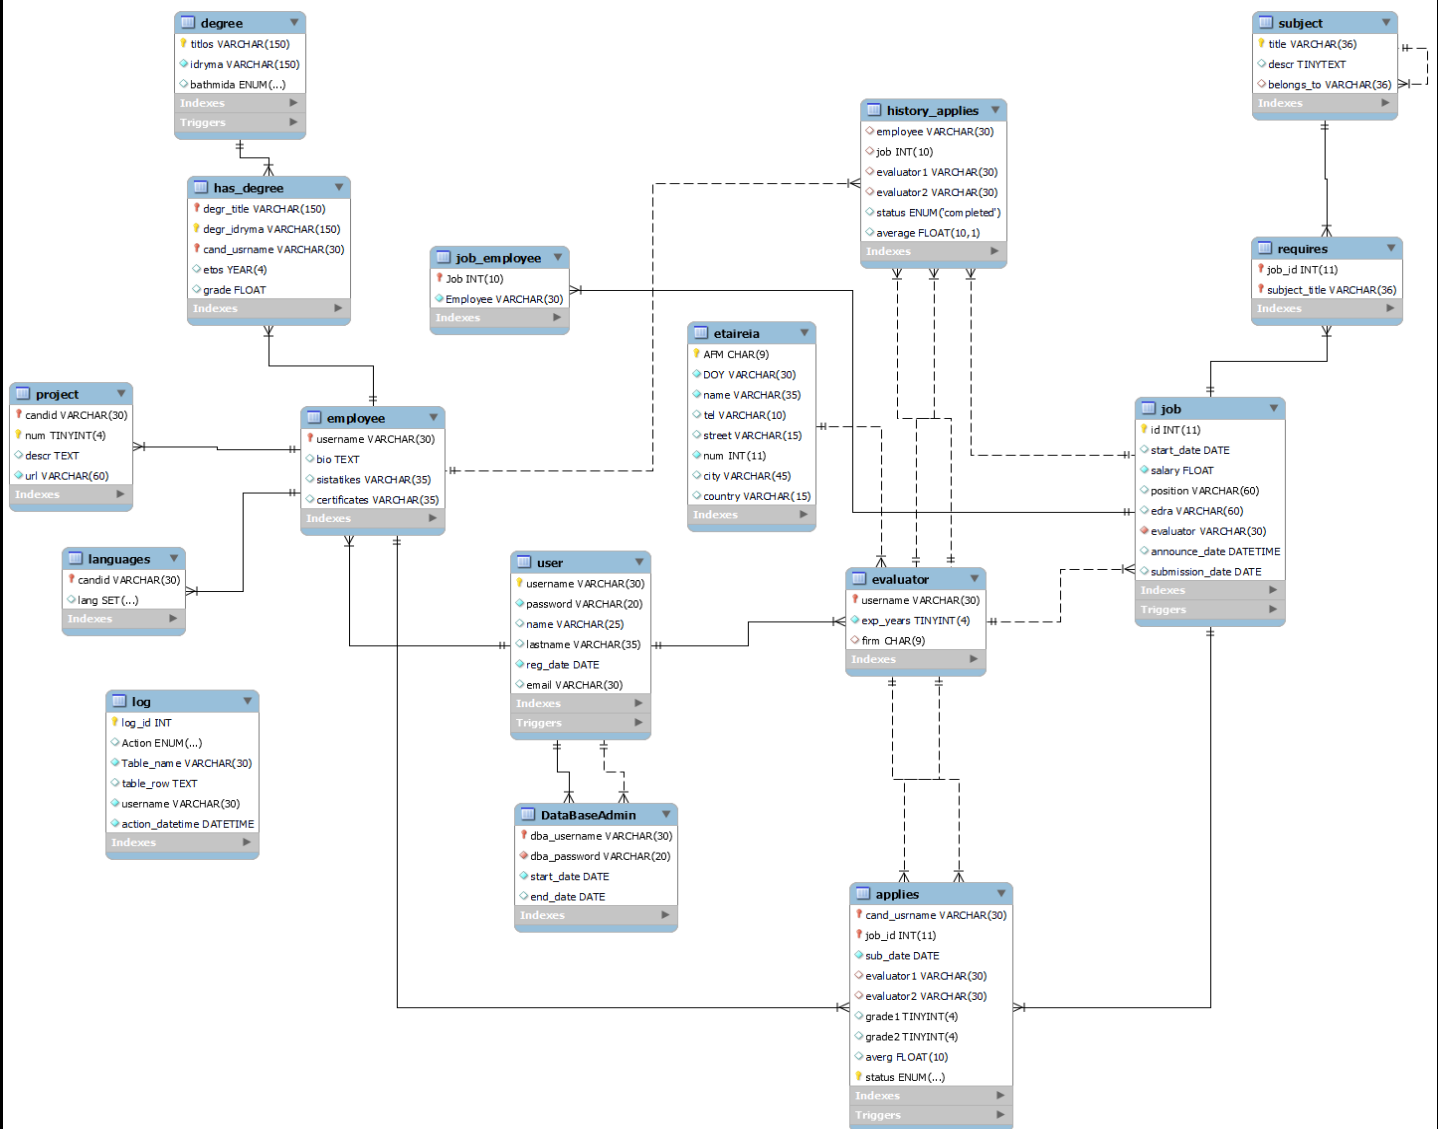 degree
titlos VARCHAR(150)
idryma VARCHAR(150)
bathmida ENUM(...)
Indexes
Triggers
has_degree
degr_title VARCHAR(150)
degr_idryma VARCHAR(150)
cand_usrname VARCHAR(30)
etos YEAR(4)
grade FLOAT
Indexes
project
candid VARCHAR(30)
num TINYINT(4)
descr TEXT
url VARCHAR(60)
Indexes
languages
candid VARCHAR(30)
lang SET(...)
Indexes
log
log_id INT
Action ENUM(...)
Table_name VARCHAR(30)
table_row TEXT
username VARCHAR(30)
action_datetime DATETIME
Indexes
employee
username VARCHAR(30)
bio TEXT
sistatikes VARCHAR(35)
certificates VARCHAR(35)
Indexes
job_employee
Job INT(10)
Employee VARCHAR(30)
Indexes
user
username VARCHAR(30)
password VARCHAR(20)
name VARCHAR(25)
lastname VARCHAR(35)
reg_date DATE
email VARCHAR(30)
Indexes
Triggers
DataBaseAdmin
dba_username VARCHAR(30)
dba_password VARCHAR(20)
start_date DATE
end_date DATE
Indexes
etaireia
AFM CHAR(9)
DOY VARCHAR(30)
name VARCHAR(35)
tel VARCHAR(10)
street VARCHAR(15)
num INT(11)
city VARCHAR(45)
country VARCHAR(15)
Indexes
history_applies
employee VARCHAR(30)
job INT(10)
evaluator1 VARCHAR(30)
evaluator2 VARCHAR(30)
status ENUM('completed')
average FLOAT(10,1)
Indexes
evaluator
username VARCHAR(30)
exp_years TINYINT(4)
firm CHAR(9)
Indexes
applies
cand_usrname VARCHAR(30)
job_id INT(11)
sub_date DATE
evaluator1 VARCHAR(30)
evaluator2 VARCHAR(30)
grade1 TINYINT(4)
grade2 TINYINT(4)
averg FLOAT(10)
status ENUM(...)
Indexes
Triggers
subject
title VARCHAR(36)
descr TINYTEXT
belongs_to VARCHAR(36)
Indexes
requires
job_id INT(11)
subject_title VARCHAR(36)
Indexes
job
id INT(11)
start_date DATE
salary FLOAT
position VARCHAR(60)
edra VARCHAR(60)
evaluator VARCHAR(30)
announce_date DATETIME
submission_date DATE
Indexes
Triggers